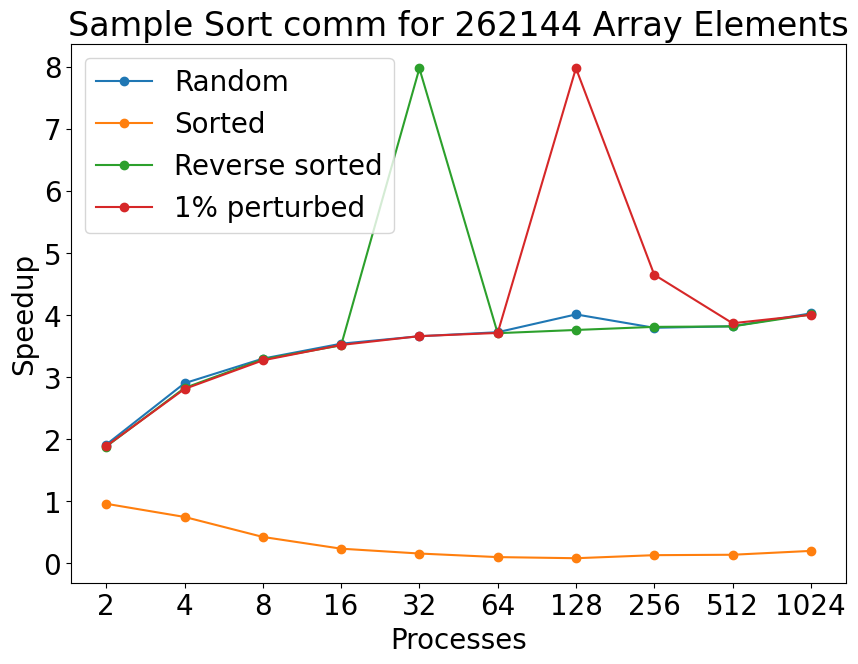 Sample Sort comm for 262144 Array Elements
8
7
6
5
4
3
2
1
0
Speedup
Random
Sorted
Reverse sorted
1% perturbed
2 4 8 16 32 64 128 256 512 1024
Processes